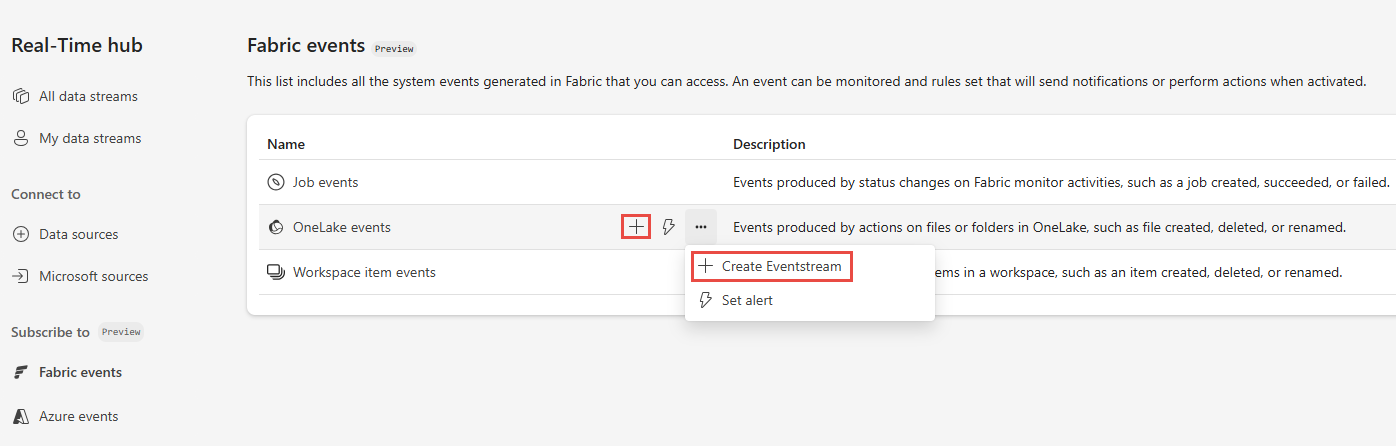 Real-Time hub
All data streams
My data streams
Connect to
Data sources
Microsoft sources
Subscribe to Preview
Fabric events
Azure events
Fabric events Preview
This list includes all the system events generated in Fabric that you can access. An event can be monitored and rules set that will send notifications or perform actions when activated.
Name Description
Job events Events produced by status changes on Fabric monitor activities, such as a job created, succeeded, or failed.
OneLake events Events produced by actions on files or folders in OneLake, such as file created, deleted, or renamed.
Workspace item events ems in a workspace, such as an item created, deleted, or renamed.
Create Eventstream
Set alert